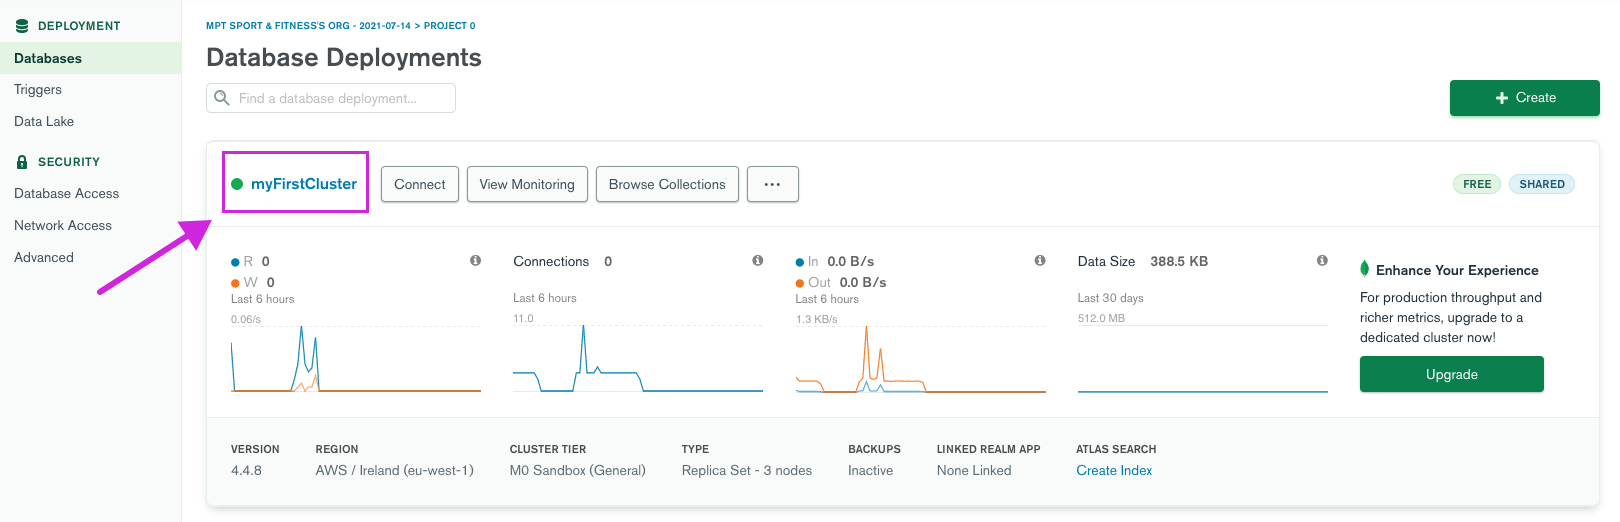 DEPLOYMENT
Databases
Triggers
Data Lake
SECURITY
Database Access
Network Access
Advanced
MPT SPORT & FITNESS'S ORG - 2021-07-14 > PROJECT 0
Database Deployments
Find a database deployment...
+ Create
myFirstCluster
Connect
View Monitoring
Browse Collections
...
FREE
SHARED
R 0
W 0
Last 6 hours
0.06/s
Connections 0
Last 6 hours
11.0
In 0.0 B/s
Out 0.0 B/s
Last 6 hours
1.3 KB/s
Data Size 388.5 KB
Last 30 days
512.0 MB
Enhance Your Experience
For production throughput and
richer metrics, upgrade to a
dedicated cluster now!
Upgrade
VERSION
4.4.8
REGION
AWS / Ireland (eu-west-1)
CLUSTER TIER
M0 Sandbox (General)
TYPE
Replica Set - 3 nodes
BACKUPS
Inactive
LINKED REALM APP
None Linked
ATLAS SEARCH
Create Index